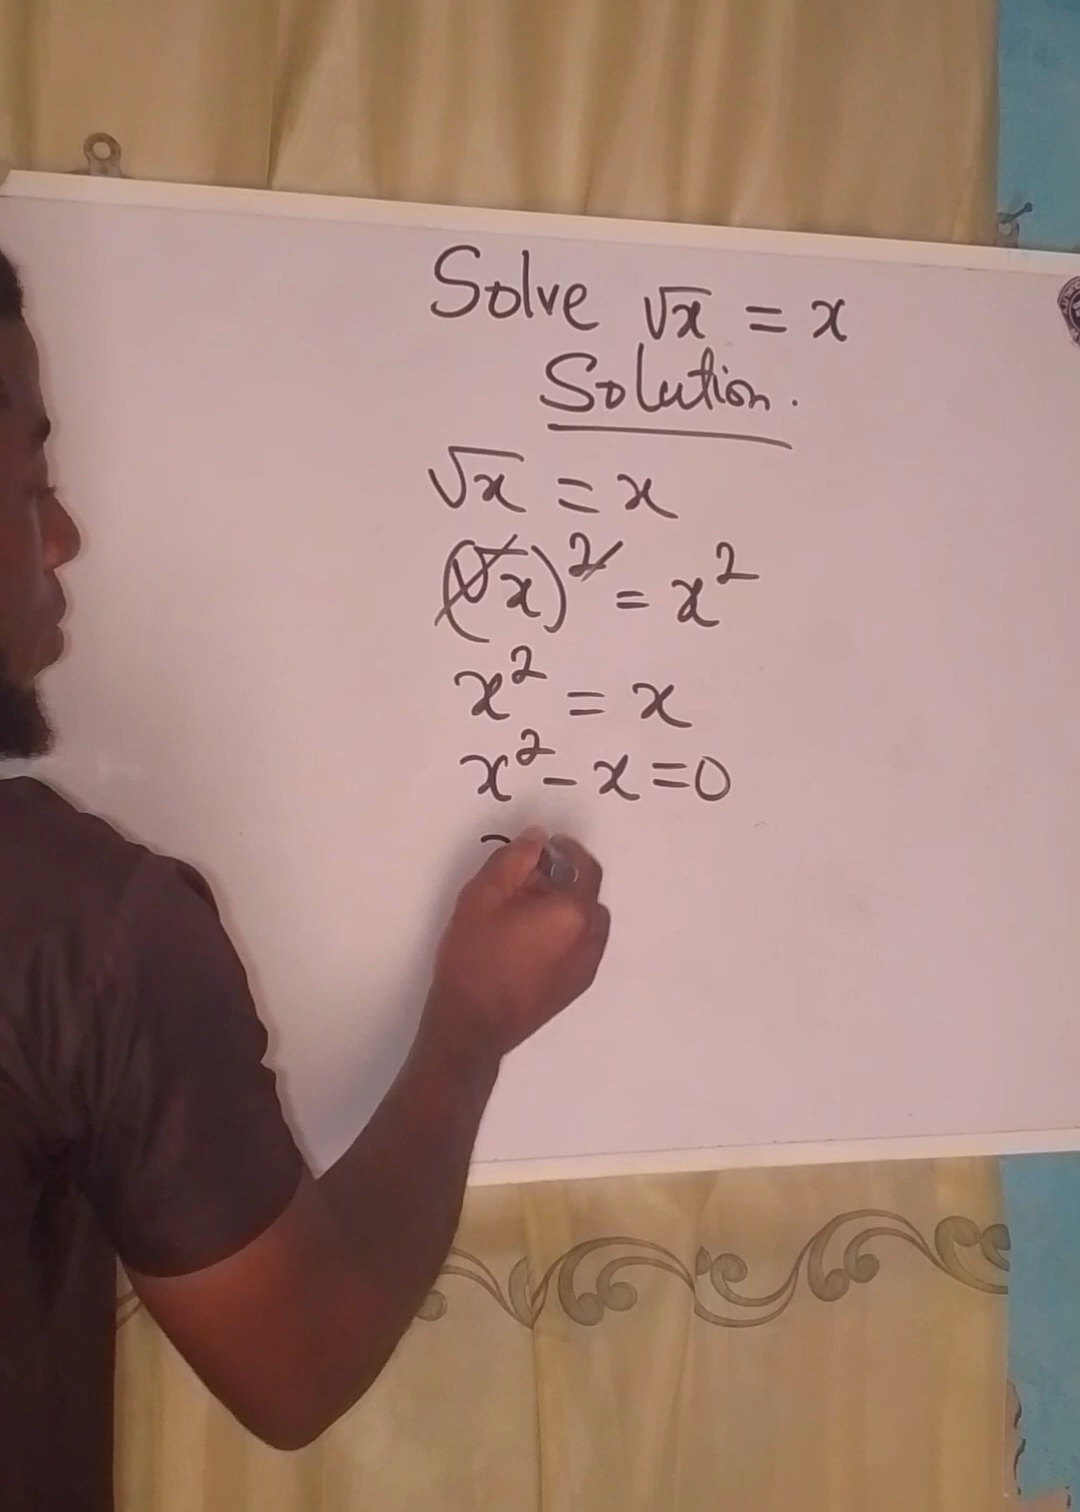 Solve √x = x
Solution.
√x = x
(√x)² = x²
x² = x
x² - x = 0